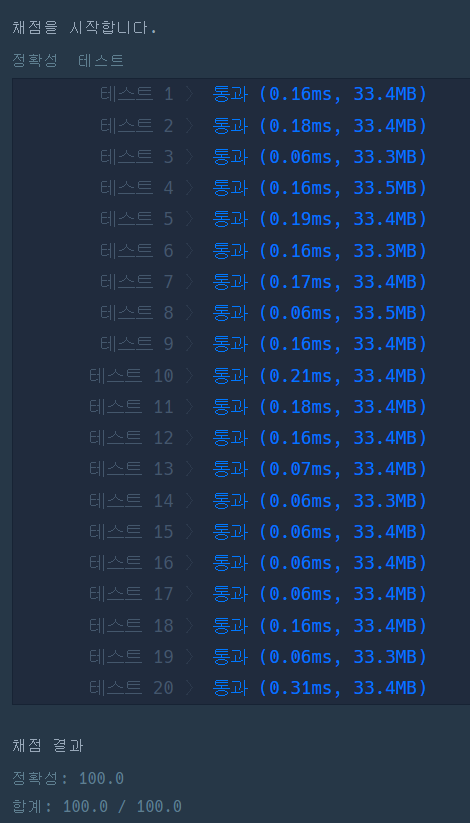 채점을 시작합니다.
정확성 테스트
테스트 1 〉 통과 (0.16ms, 33.4MB)
테스트 2 〉 통과 (0.18ms, 33.4MB)
테스트 3 〉 통과 (0.06ms, 33.3MB)
테스트 4 〉 통과 (0.16ms, 33.5MB)
테스트 5 〉 통과 (0.19ms, 33.4MB)
테스트 6 〉 통과 (0.16ms, 33.3MB)
테스트 7 〉 통과 (0.17ms, 33.4MB)
테스트 8 〉 통과 (0.06ms, 33.5MB)
테스트 9 〉 통과 (0.16ms, 33.4MB)
테스트 10 〉 통과 (0.21ms, 33.4MB)
테스트 11 〉 통과 (0.18ms, 33.4MB)
테스트 12 〉 통과 (0.16ms, 33.4MB)
테스트 13 〉 통과 (0.07ms, 33.4MB)
테스트 14 〉 통과 (0.06ms, 33.3MB)
테스트 15 〉 통과 (0.06ms, 33.4MB)
테스트 16 〉 통과 (0.06ms, 33.4MB)
테스트 17 〉 통과 (0.06ms, 33.4MB)
테스트 18 〉 통과 (0.16ms, 33.4MB)
테스트 19 〉 통과 (0.06ms, 33.3MB)
테스트 20 〉 통과 (0.31ms, 33.4MB)
채점 결과
정확성: 100.0
합계: 100.0 / 100.0